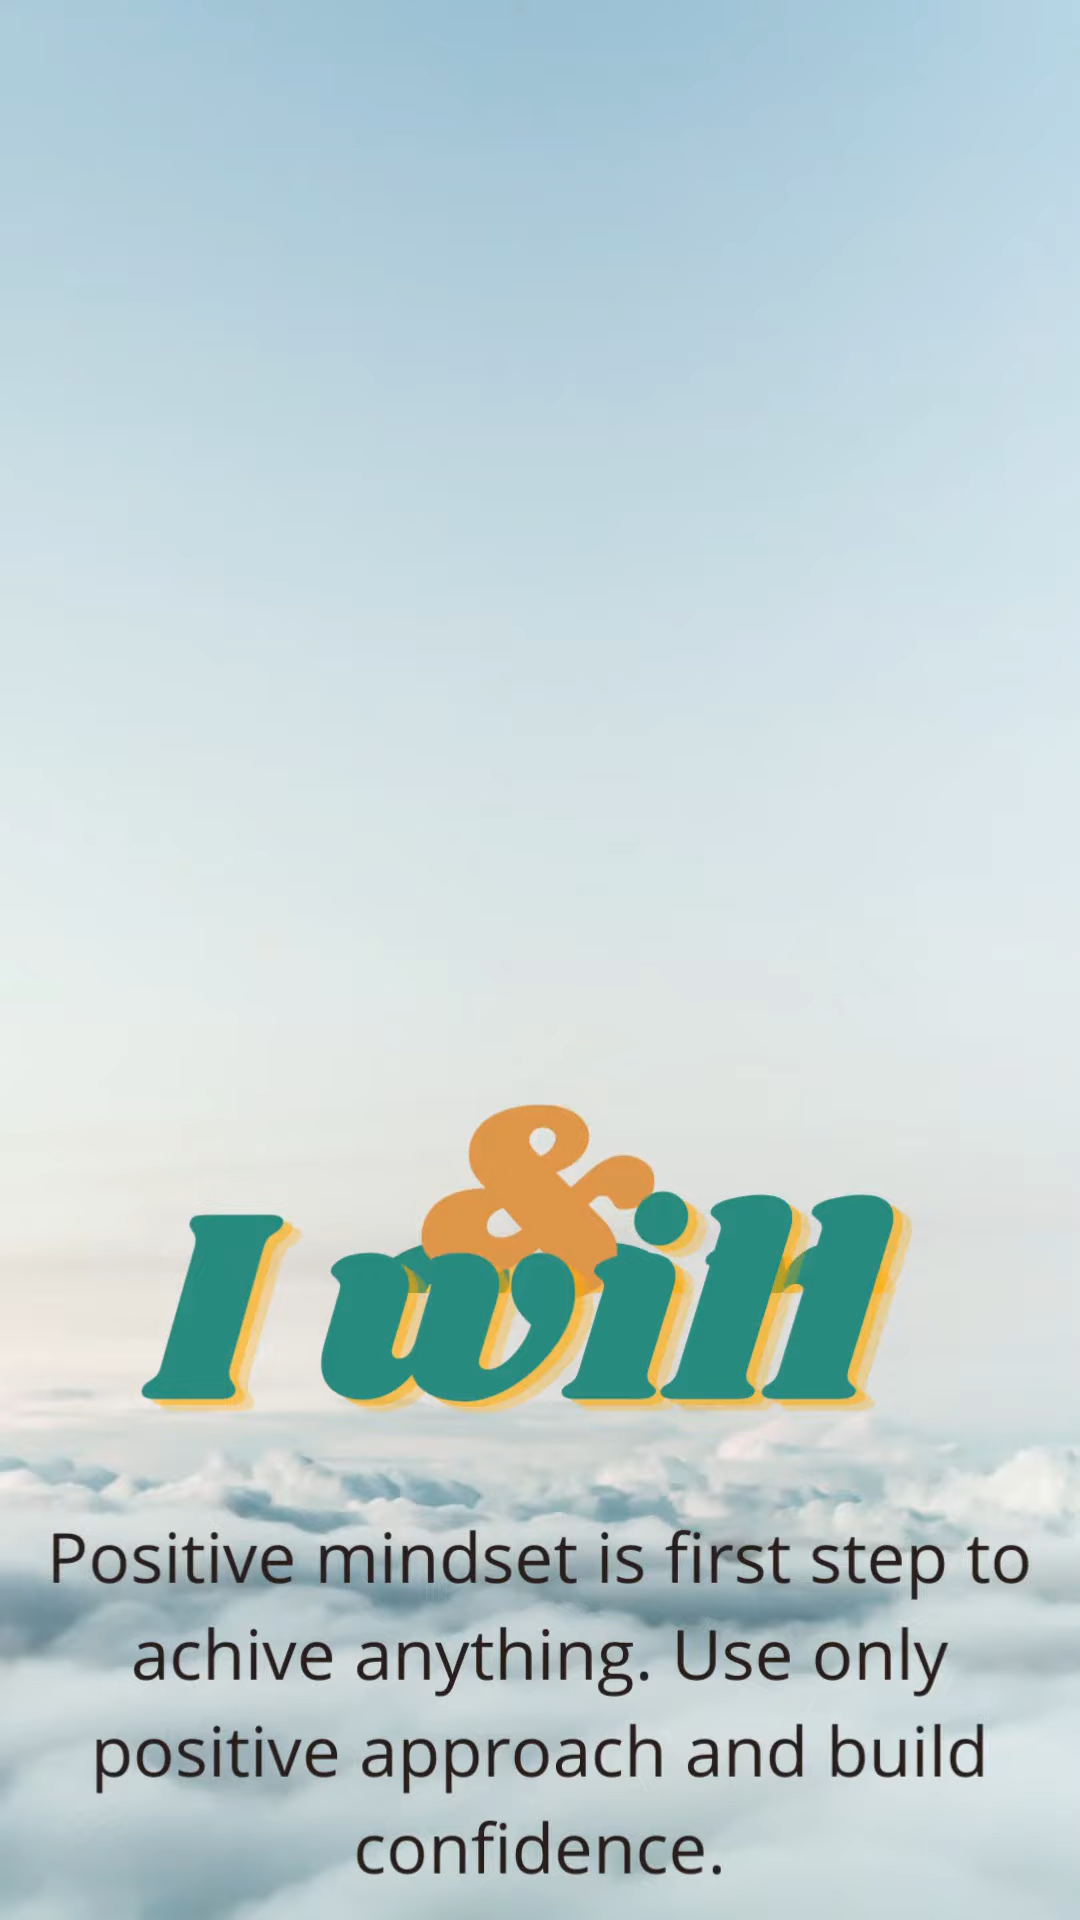 &
I will
Positive mindset is first step to
achive anything. Use only
positive approach and build
confidence.